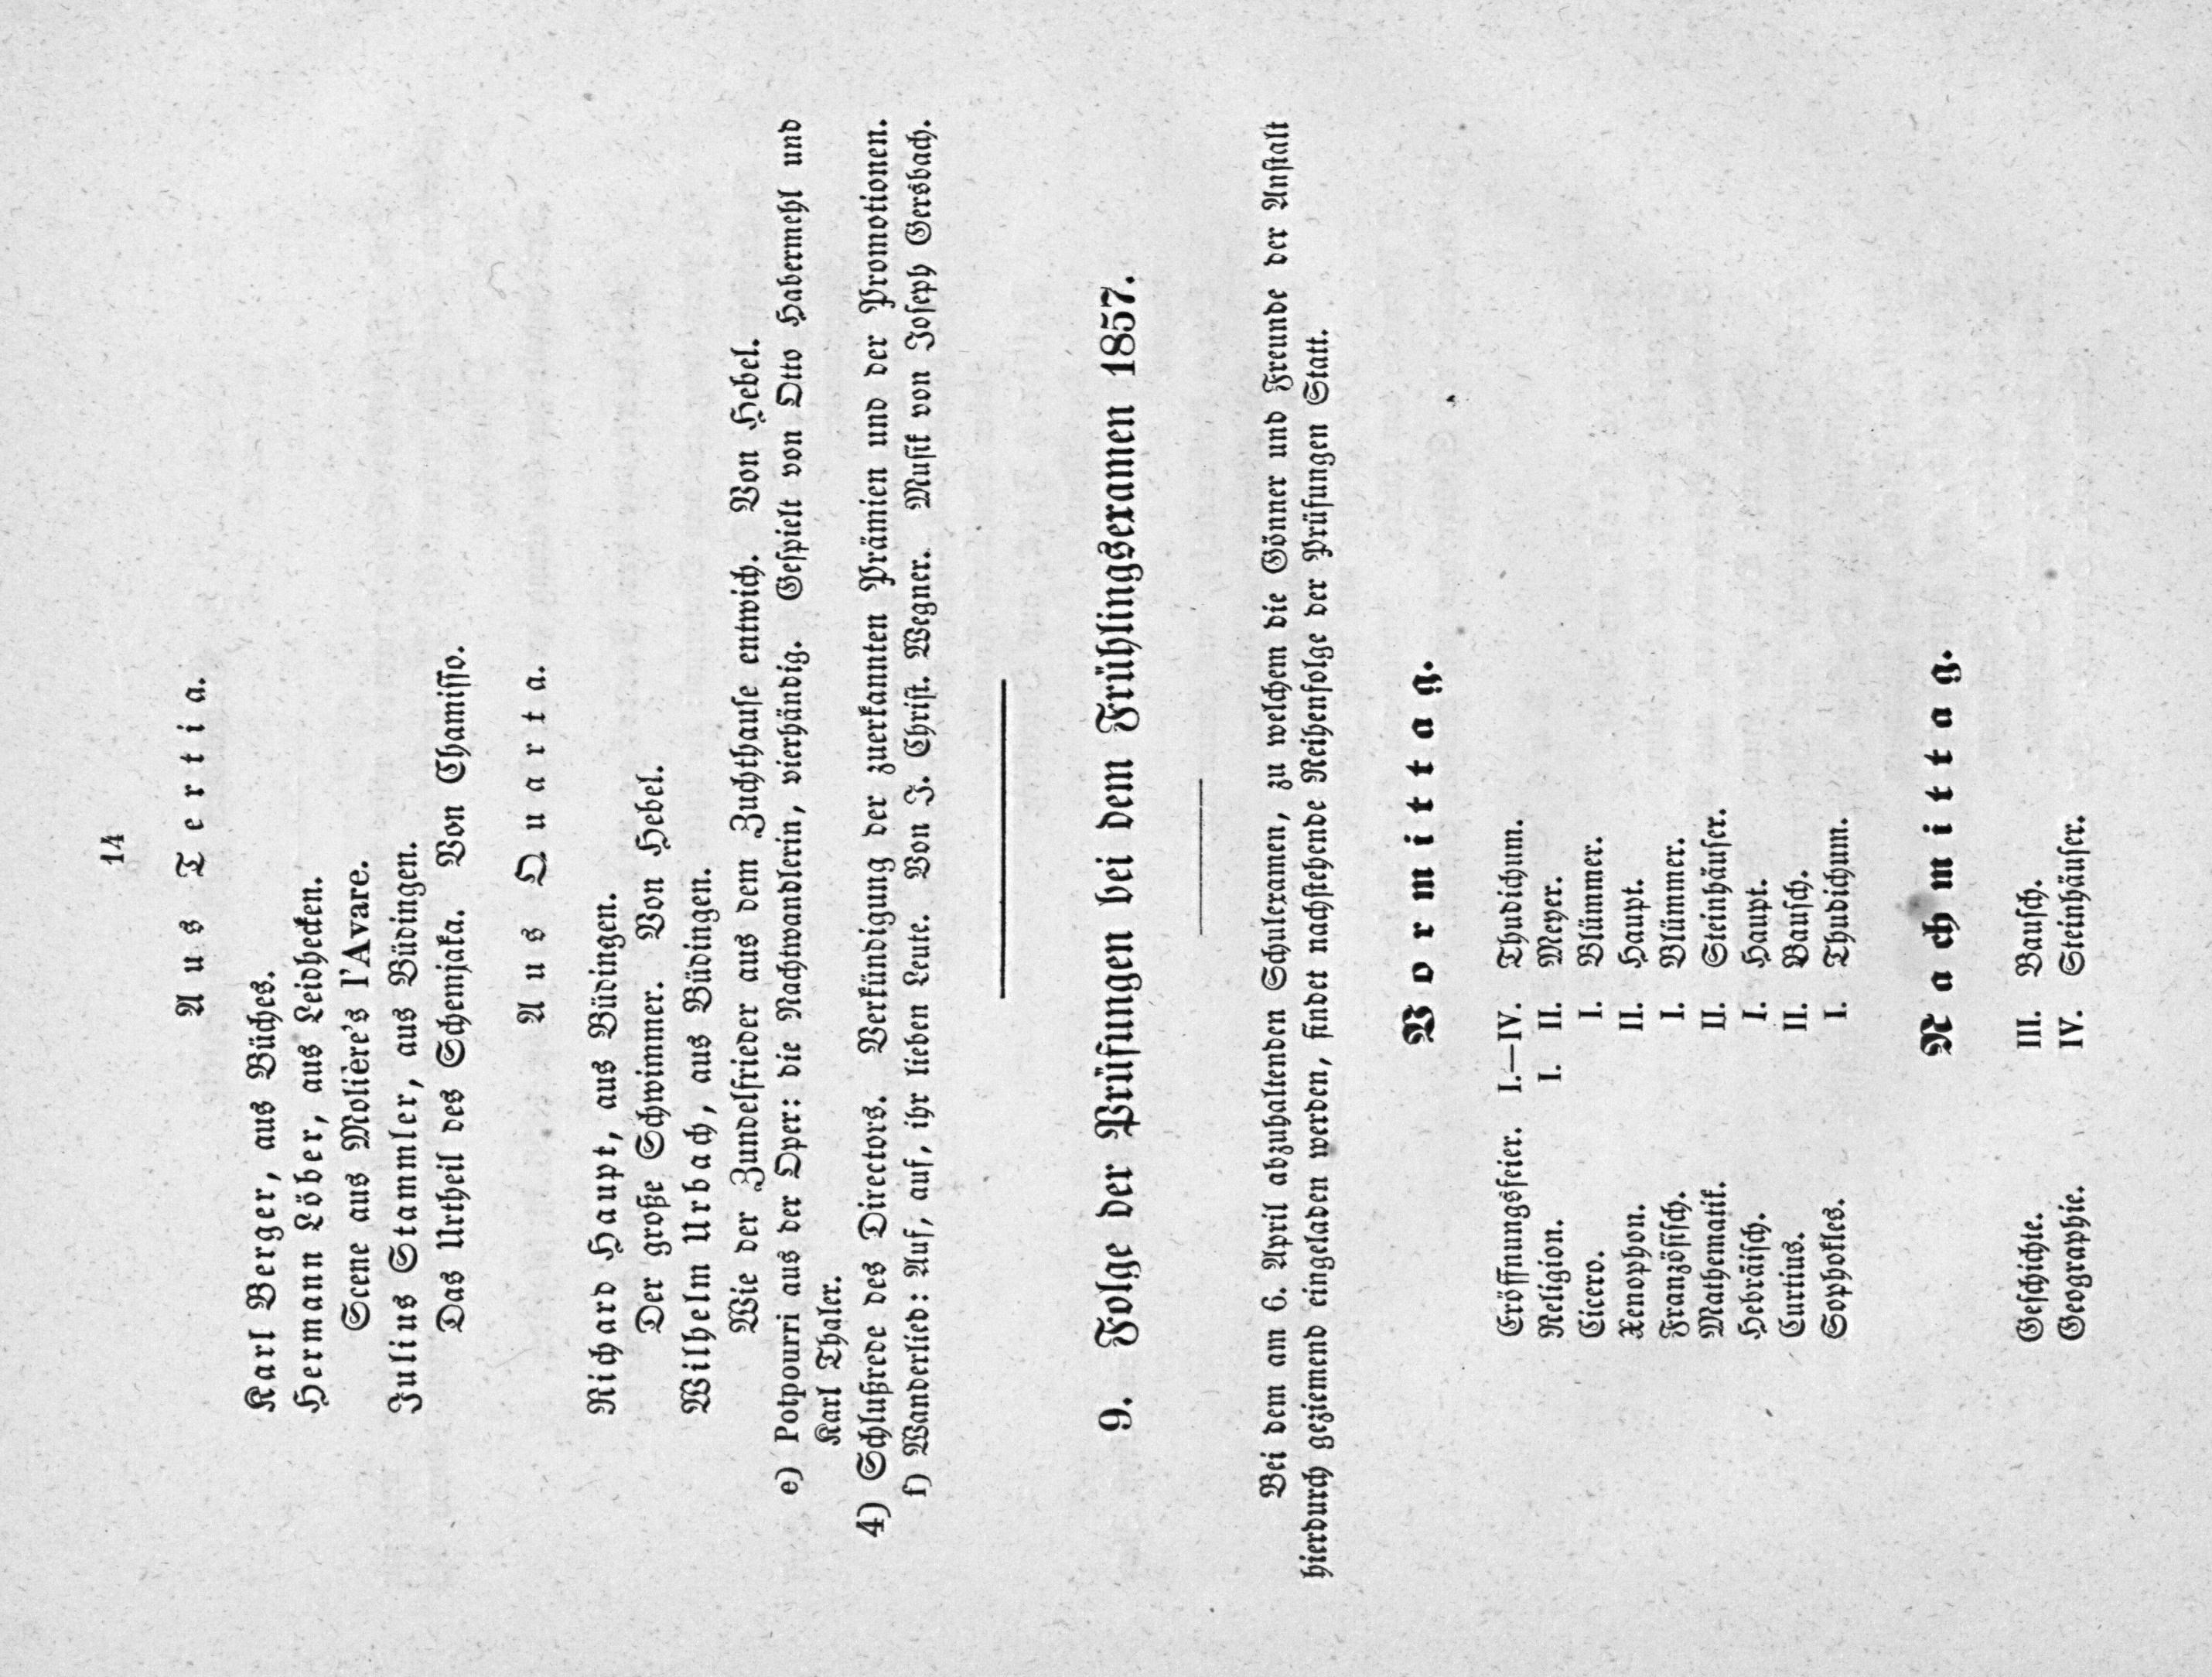 14
Aus Tertia.
Karl Berger, aus Büches.
Hermann Löber, aus Leidhecken.
Scene aus Molière's l'Avare.
Julius Stammler, aus Büdingen.
Das Urtheil des Schemjaka. Von Chamisso.
Aus Quarta.
Richard Haupt, aus Büdingen.
Der große Schwimmer. Von Hebel.
Wilhelm Urbach, aus Büdingen.
Wie der Zundelfrieder aus dem Zuchthause entwich. Von Hebel.
e) Potpourri aus der Oper: die Nachtwandlerin, vierhändig. Gespielt von Otto Habermehl und
Karl Thaler.
4) Schlußrede des Directors. Verkündigung der zuerkannten Prämien und der Promotionen.
f) Wanderlied: Auf, auf, ihr lieben Leute. Von J. Christ. Wegner. Musik von Joseph Gersbach.
9. Folge der Prüfungen bei dem Frühlingsexamen 1857.
Bei dem am 6. April abzuhaltenden Schulexamen, zu welchem die Gönner und Freunde der Anstalt
hierdurch geziemend eingeladen werden, findet nachstehende Reihenfolge der Prüfungen Statt.
Vormittag.
Eröffnungsfeier. I.—IV. Thudichum.
Religion. I. II. Meyer.
Cicero. I. Blümmer.
Xenophon. II. Haupt.
Französisch. I. Blümmer.
Mathematik. II. Steinhäuser.
Hebräisch. I. Haupt.
Curtius. II. Bausch.
Sophokles. I. Thudichum.
Nachmittag.
Geschichte. III. Bausch.
Geographie. IV. Steinhäuser.